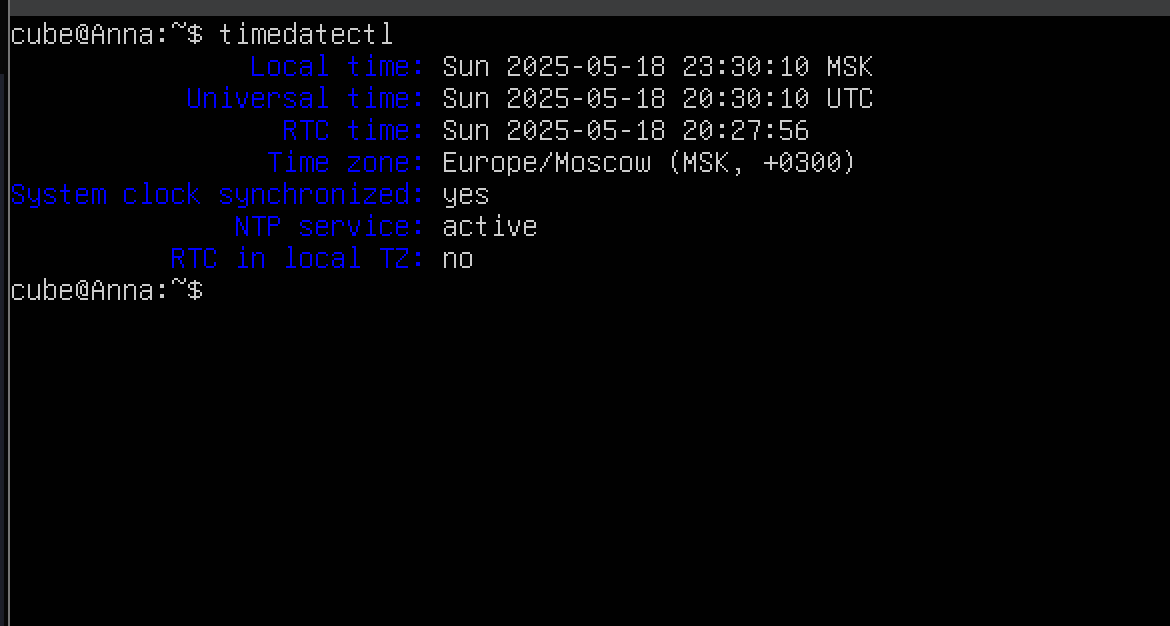 cube@Anna:~$ timedatectl
Local time: Sun 2025-05-18 23:30:10 MSK
Universal time: Sun 2025-05-18 20:30:10 UTC
RTC time: Sun 2025-05-18 20:27:56
Time zone: Europe/Moscow (MSK, +0300)
System clock synchronized: yes
NTP service: active
RTC in local TZ: no
cube@Anna:~$